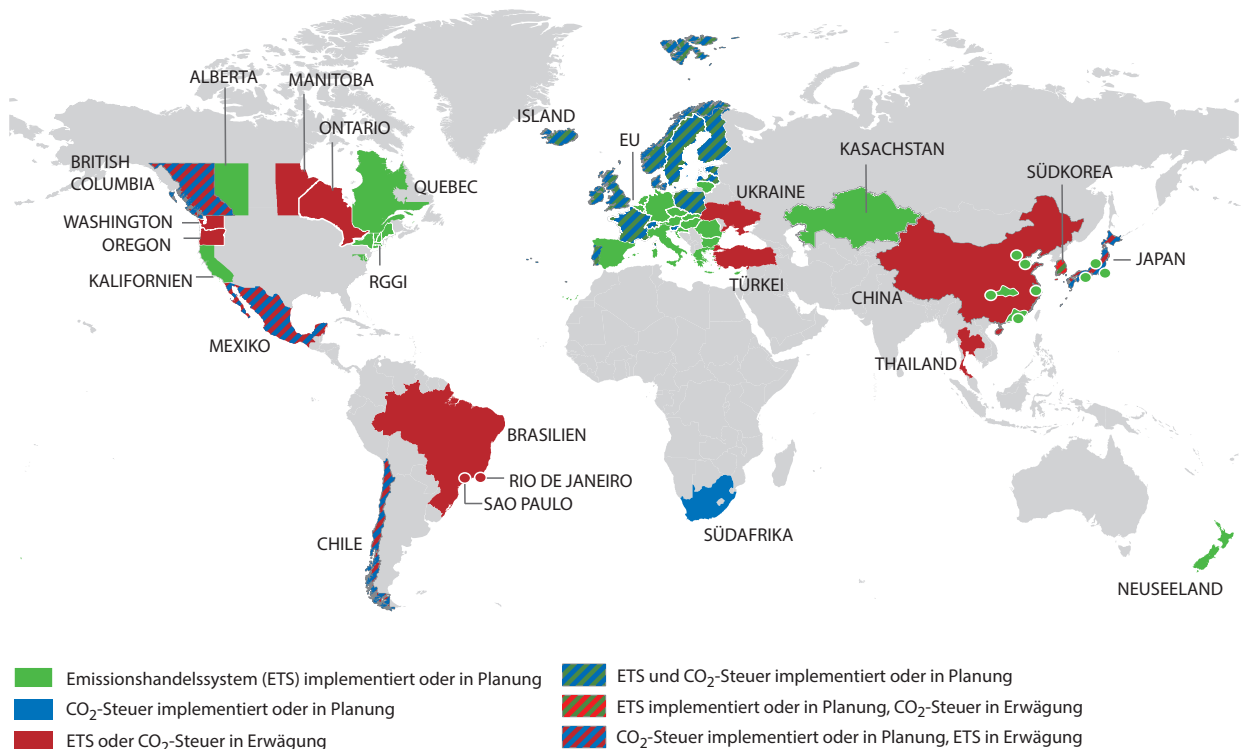 ALBERTA
MANITOBA
ONTARIO
BRITISH
COLUMBIA
QUEBEC
WASHINGTON
OREGON
KALIFORNIEN
RGGI
MEXIKO
ISLAND
EU
UKRAINE
KASACHSTAN
SÜDKOREA
JAPAN
TÜRKEI
CHINA
THAILAND
BRASILIEN
RIO DE JANEIRO
SAO PAULO
CHILE
SÜDAFRIKA
NEUSEELAND
Emissionshandelssystem (ETS) implementiert oder in Planung
CO₂-Steuer implementiert oder in Planung
ETS oder CO₂-Steuer in Erwägung
ETS und CO₂-Steuer implementiert oder in Planung
ETS implementiert oder in Planung, CO₂-Steuer in Erwägung
CO₂-Steuer implementiert oder in Planung, ETS in Erwägung